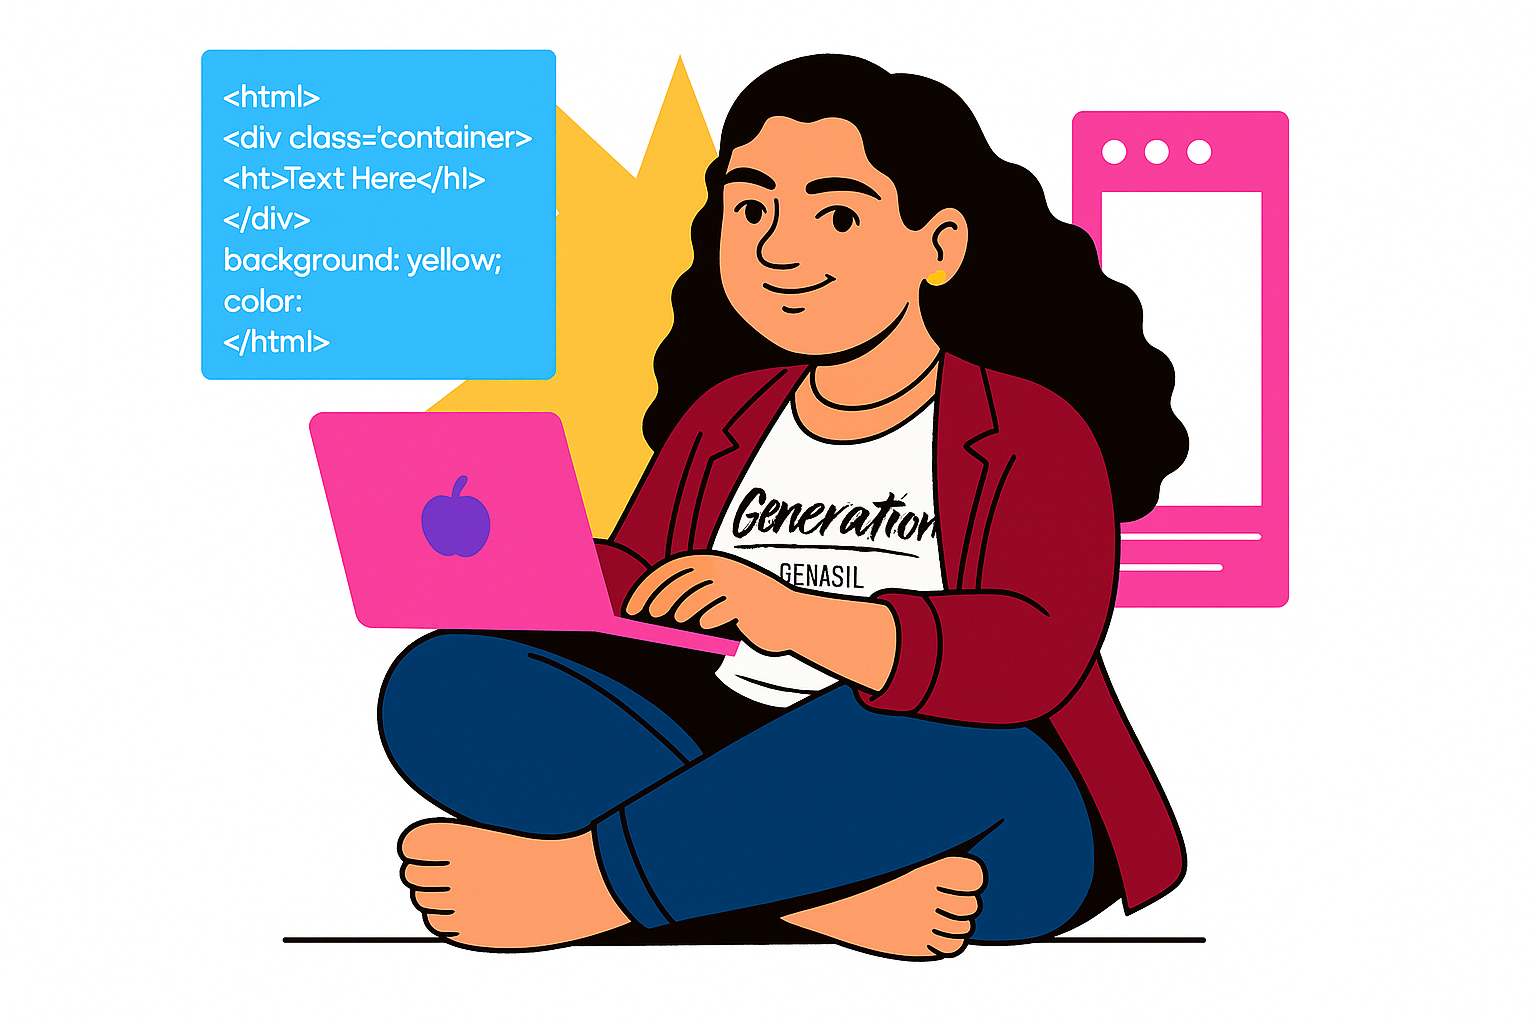 <html>
<div class='container>
<ht>Text Here</hl>
</div>
background: yellow;
color:
</html>
Generation
GENASIL